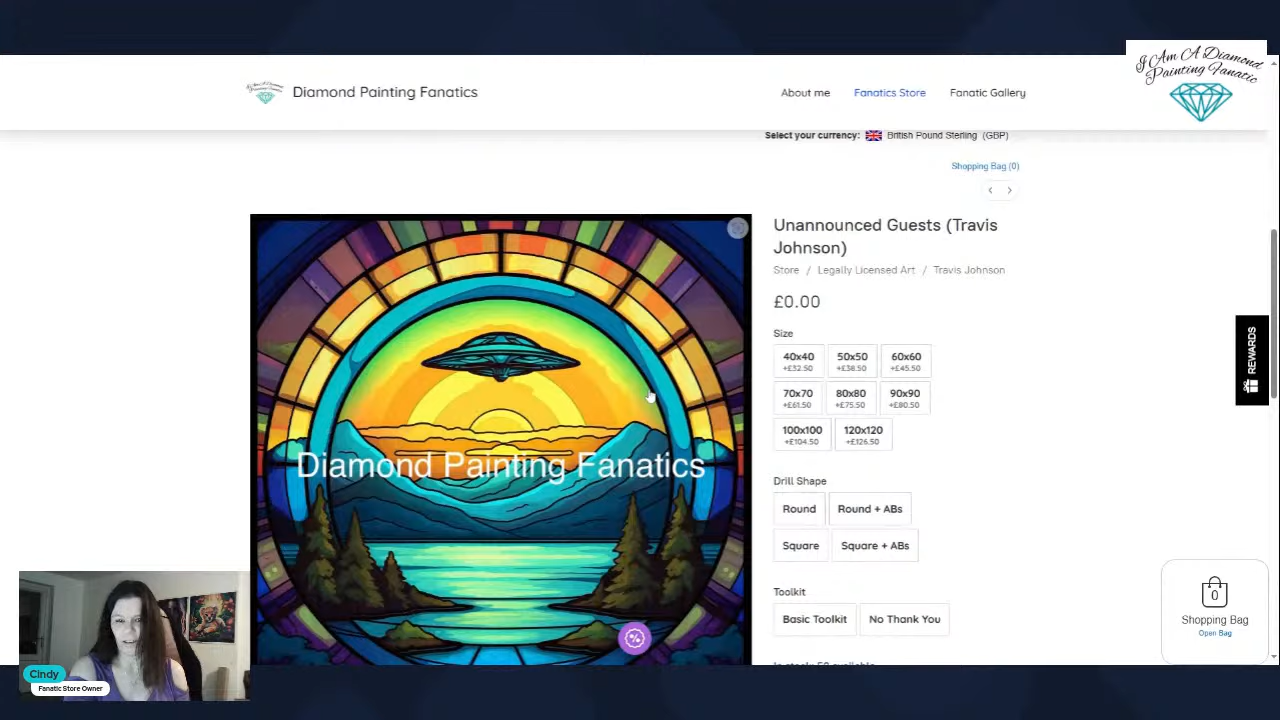 I Am A Diamond
Painting Fanatic
Diamond Painting Fanatics
About me
Fanatics Store
Fanatic Gallery
Select your currency: British Pound Sterling (GBP)
Shopping Bag (0)
Unannounced Guests (Travis
Johnson)
Store / Legally Licensed Art / Travis Johnson
£0.00
Size
40x40 50x50 60x60
+£32.50 +£38.50 +£45.50
70x70 80x80 90x90
+£61.50 +£75.50 +£80.50
100x100 120x120
+£104.50 +£126.50
Drill Shape
Round Round + ABs
Square Square + ABs
Toolkit
Basic Toolkit No Thank You
Diamond Painting Fanatics
REWARDS
0
Shopping Bag
Open Bag
Cindy
Fanatic Store Owner